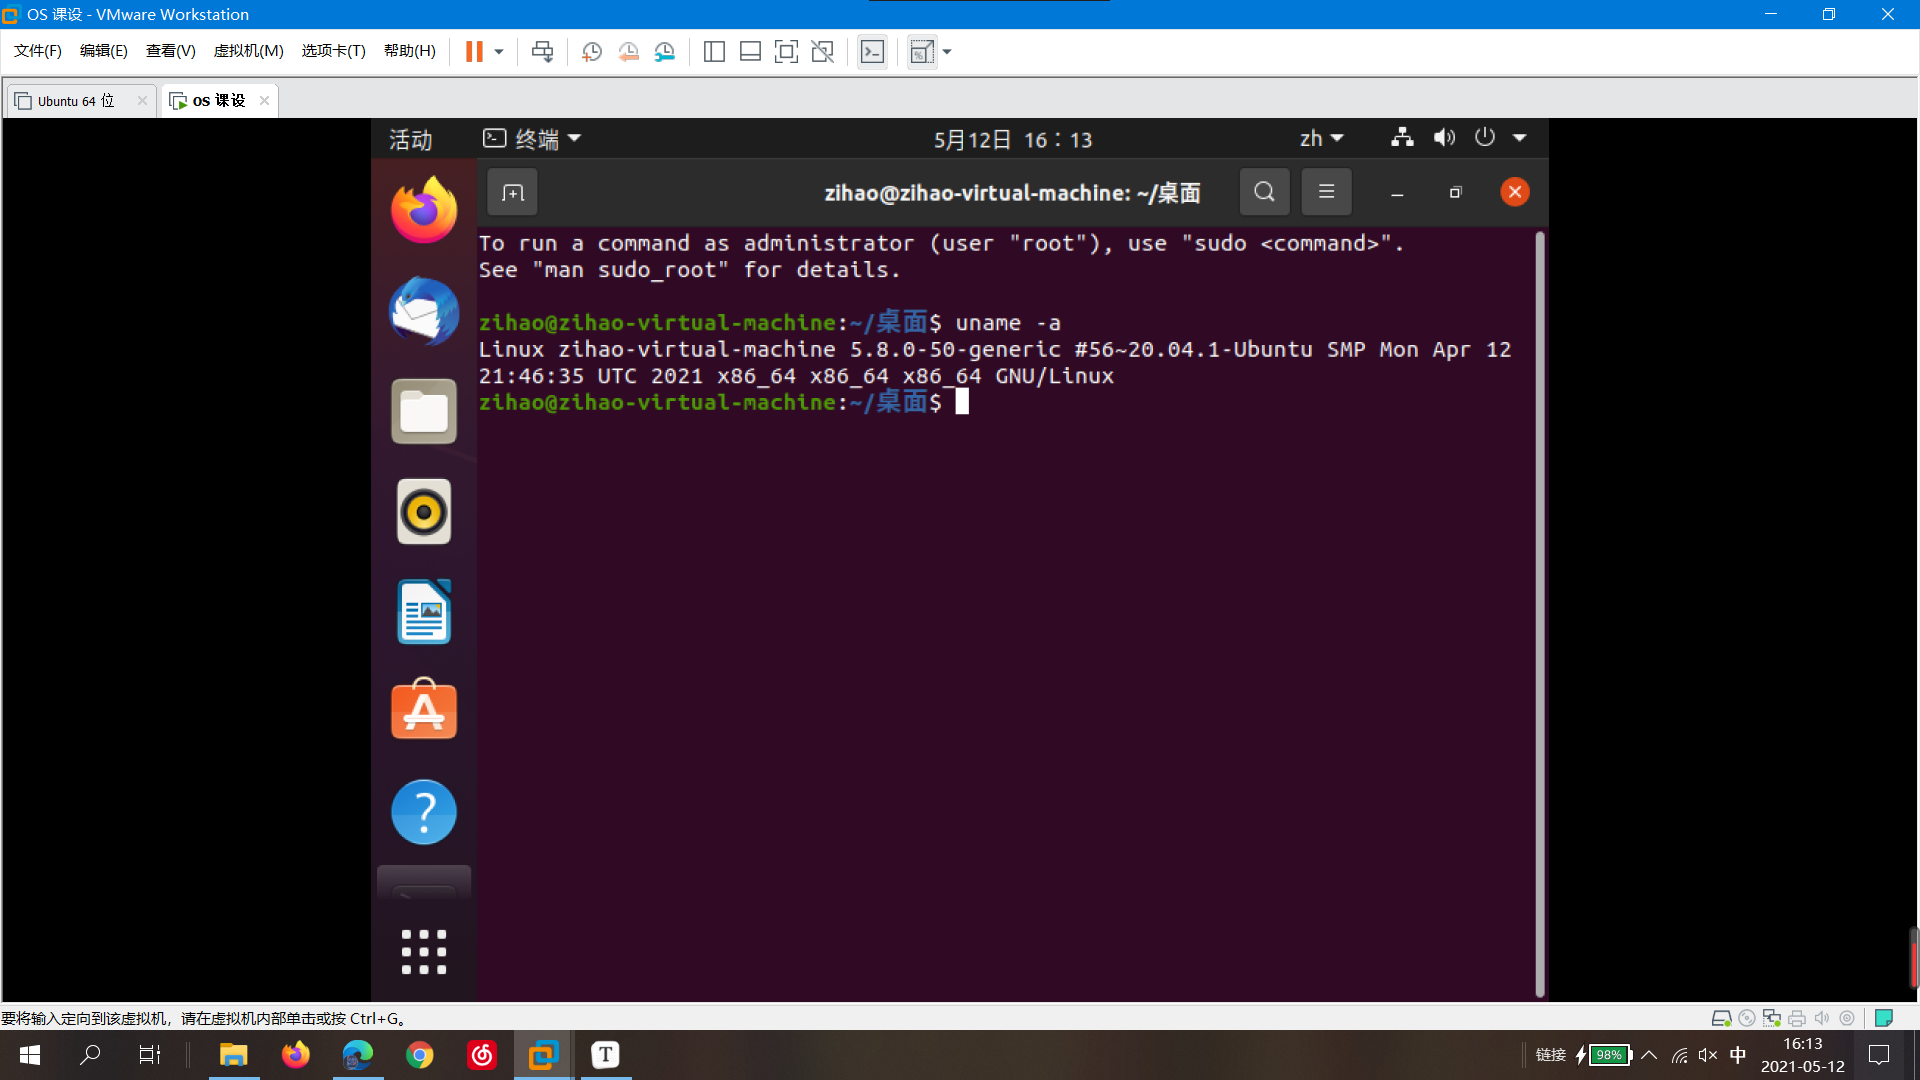 OS 课设 - VMware Workstation
文件(F) 编辑(E) 查看(V) 虚拟机(M) 选项卡(T) 帮助(H)
Ubuntu 64 位
OS 课设
活动 终端 5月12日 16：13 zh
zihao@zihao-virtual-machine: ~/桌面
To run a command as administrator (user "root"), use "sudo <command>".
See "man sudo_root" for details.
zihao@zihao-virtual-machine:~/桌面$ uname -a
Linux zihao-virtual-machine 5.8.0-50-generic #56~20.04.1-Ubuntu SMP Mon Apr 12
21:46:35 UTC 2021 x86_64 x86_64 x86_64 GNU/Linux
zihao@zihao-virtual-machine:~/桌面$
要将输入定向到该虚拟机，请在虚拟机内部单击或按 Ctrl+G。
T
链接 98% 中
16:13
2021-05-12